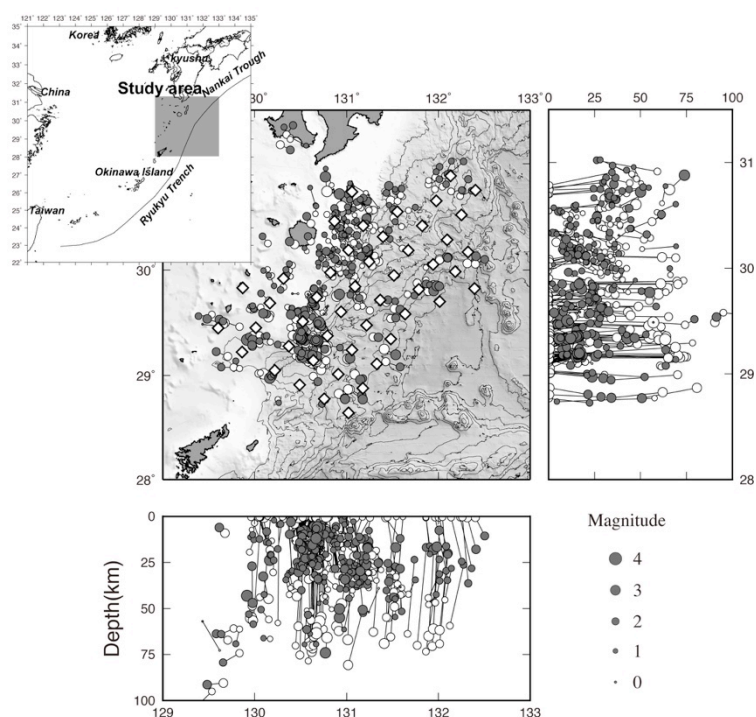 121° 122° 123° 124° 125° 126° 127° 128° 129° 130° 131° 132° 133° 134° 135°
35°
34°
33°
32°
31°
30°
29°
28°
27°
26°
25°
24°
23°
22°
Korea
Kyushu
Nankai Trough
China
Study area
Okinawa Island
Ryukyu Trench
Taiwan
30° 131° 132° 133°
0 25 50 75 100
31°
30° 30°
29° 29°
28° 28°
0
25
50
75
100
Depth(km)
129 130 131 132 133
Magnitude
4
3
2
1
0